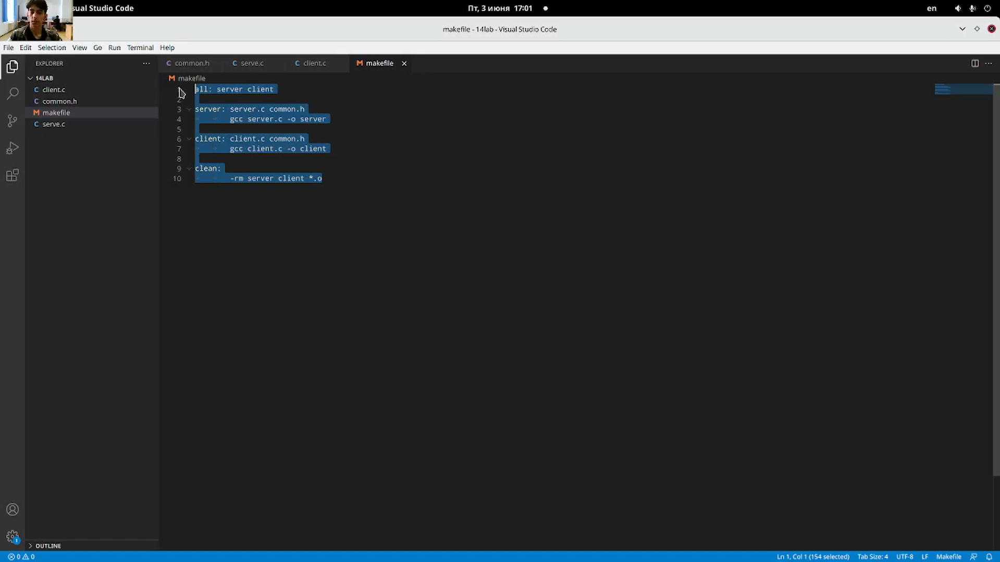 sual Studio Code
Пт, 3 июня 17:01
en
makefile - 14lab - Visual Studio Code
File Edit Selection View Go Run Terminal Help
EXPLORER
14LAB
client.c
common.h
makefile
serve.c
OUTLINE
common.h
serve.c
client.c
makefile
makefile
all: server client
2
3 server: server.c common.h
4 gcc server.c -o server
5
6 client: client.c common.h
7 gcc client.c -o client
8
9 clean:
10 -rm server client *.o
1
0 0
Ln 1, Col 1 (154 selected) Tab Size: 4 UTF-8 LF Makefile